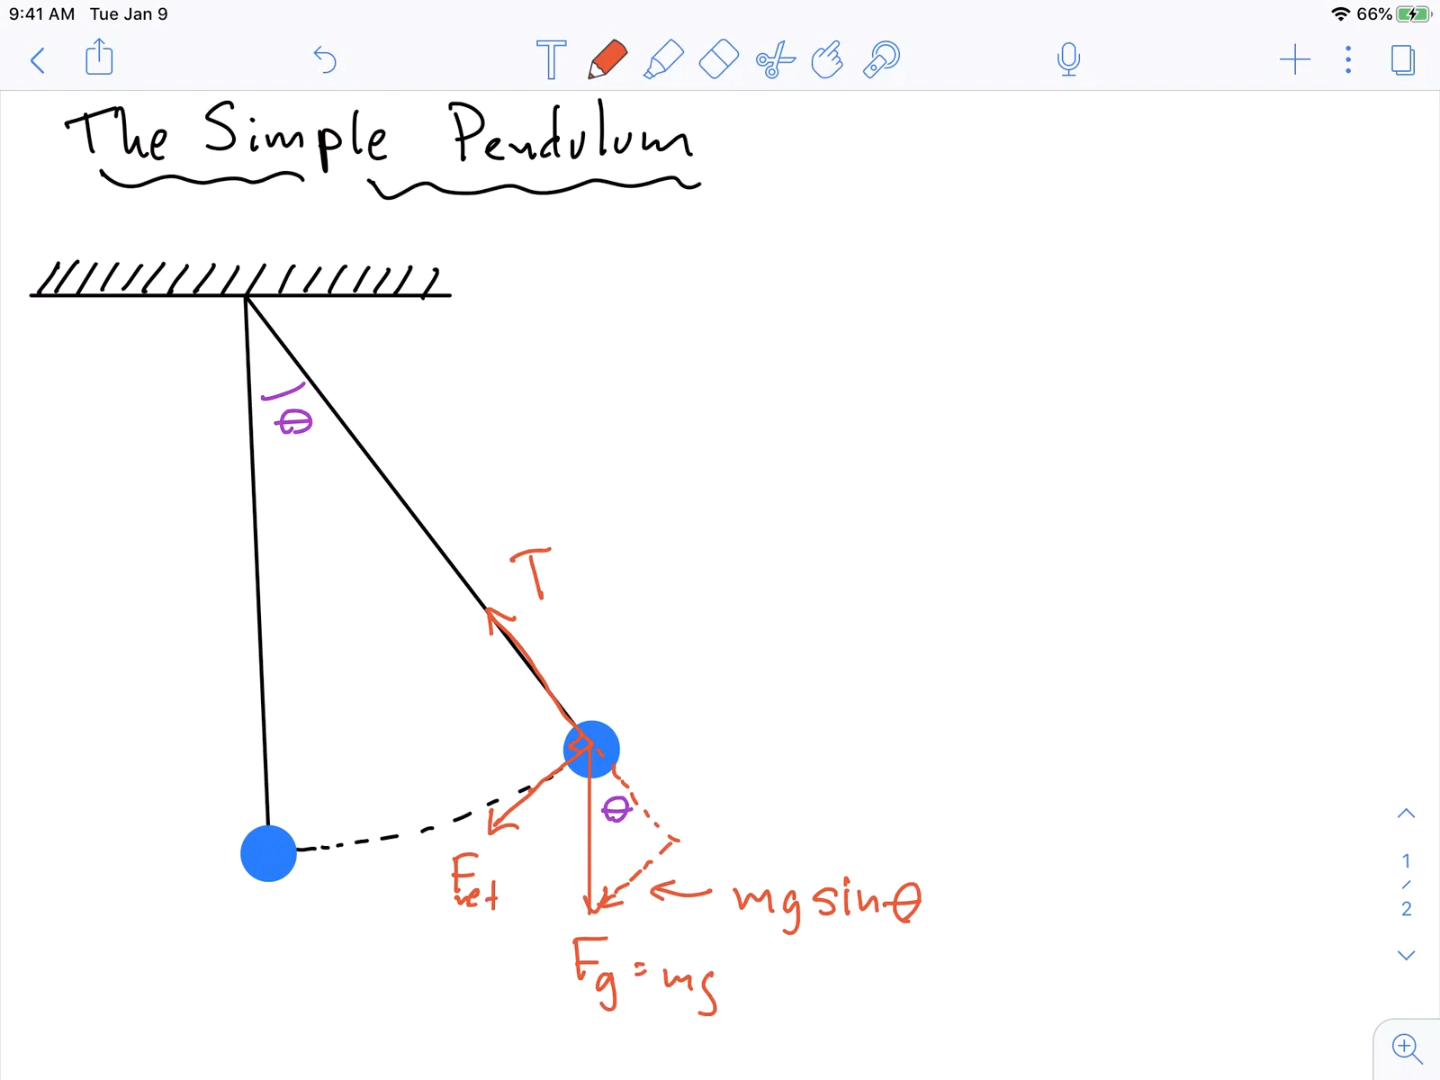 9:41 AM Tue Jan 9
66%
T
The Simple Pendulum
θ
T
θ
Fnet
mg sinθ
Fg = mg
1
/
2